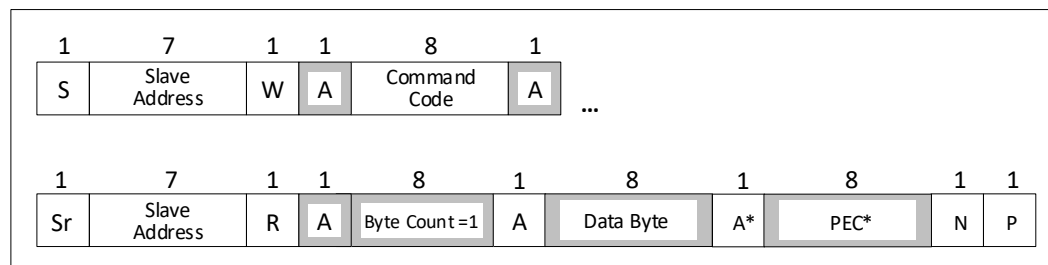 1 7 1 1 8 1
S Slave Address W A Command Code A ...
1 7 1 1 8 1 8 1 8 1 1
Sr Slave Address R A Byte Count =1 A Data Byte A* PEC* N P